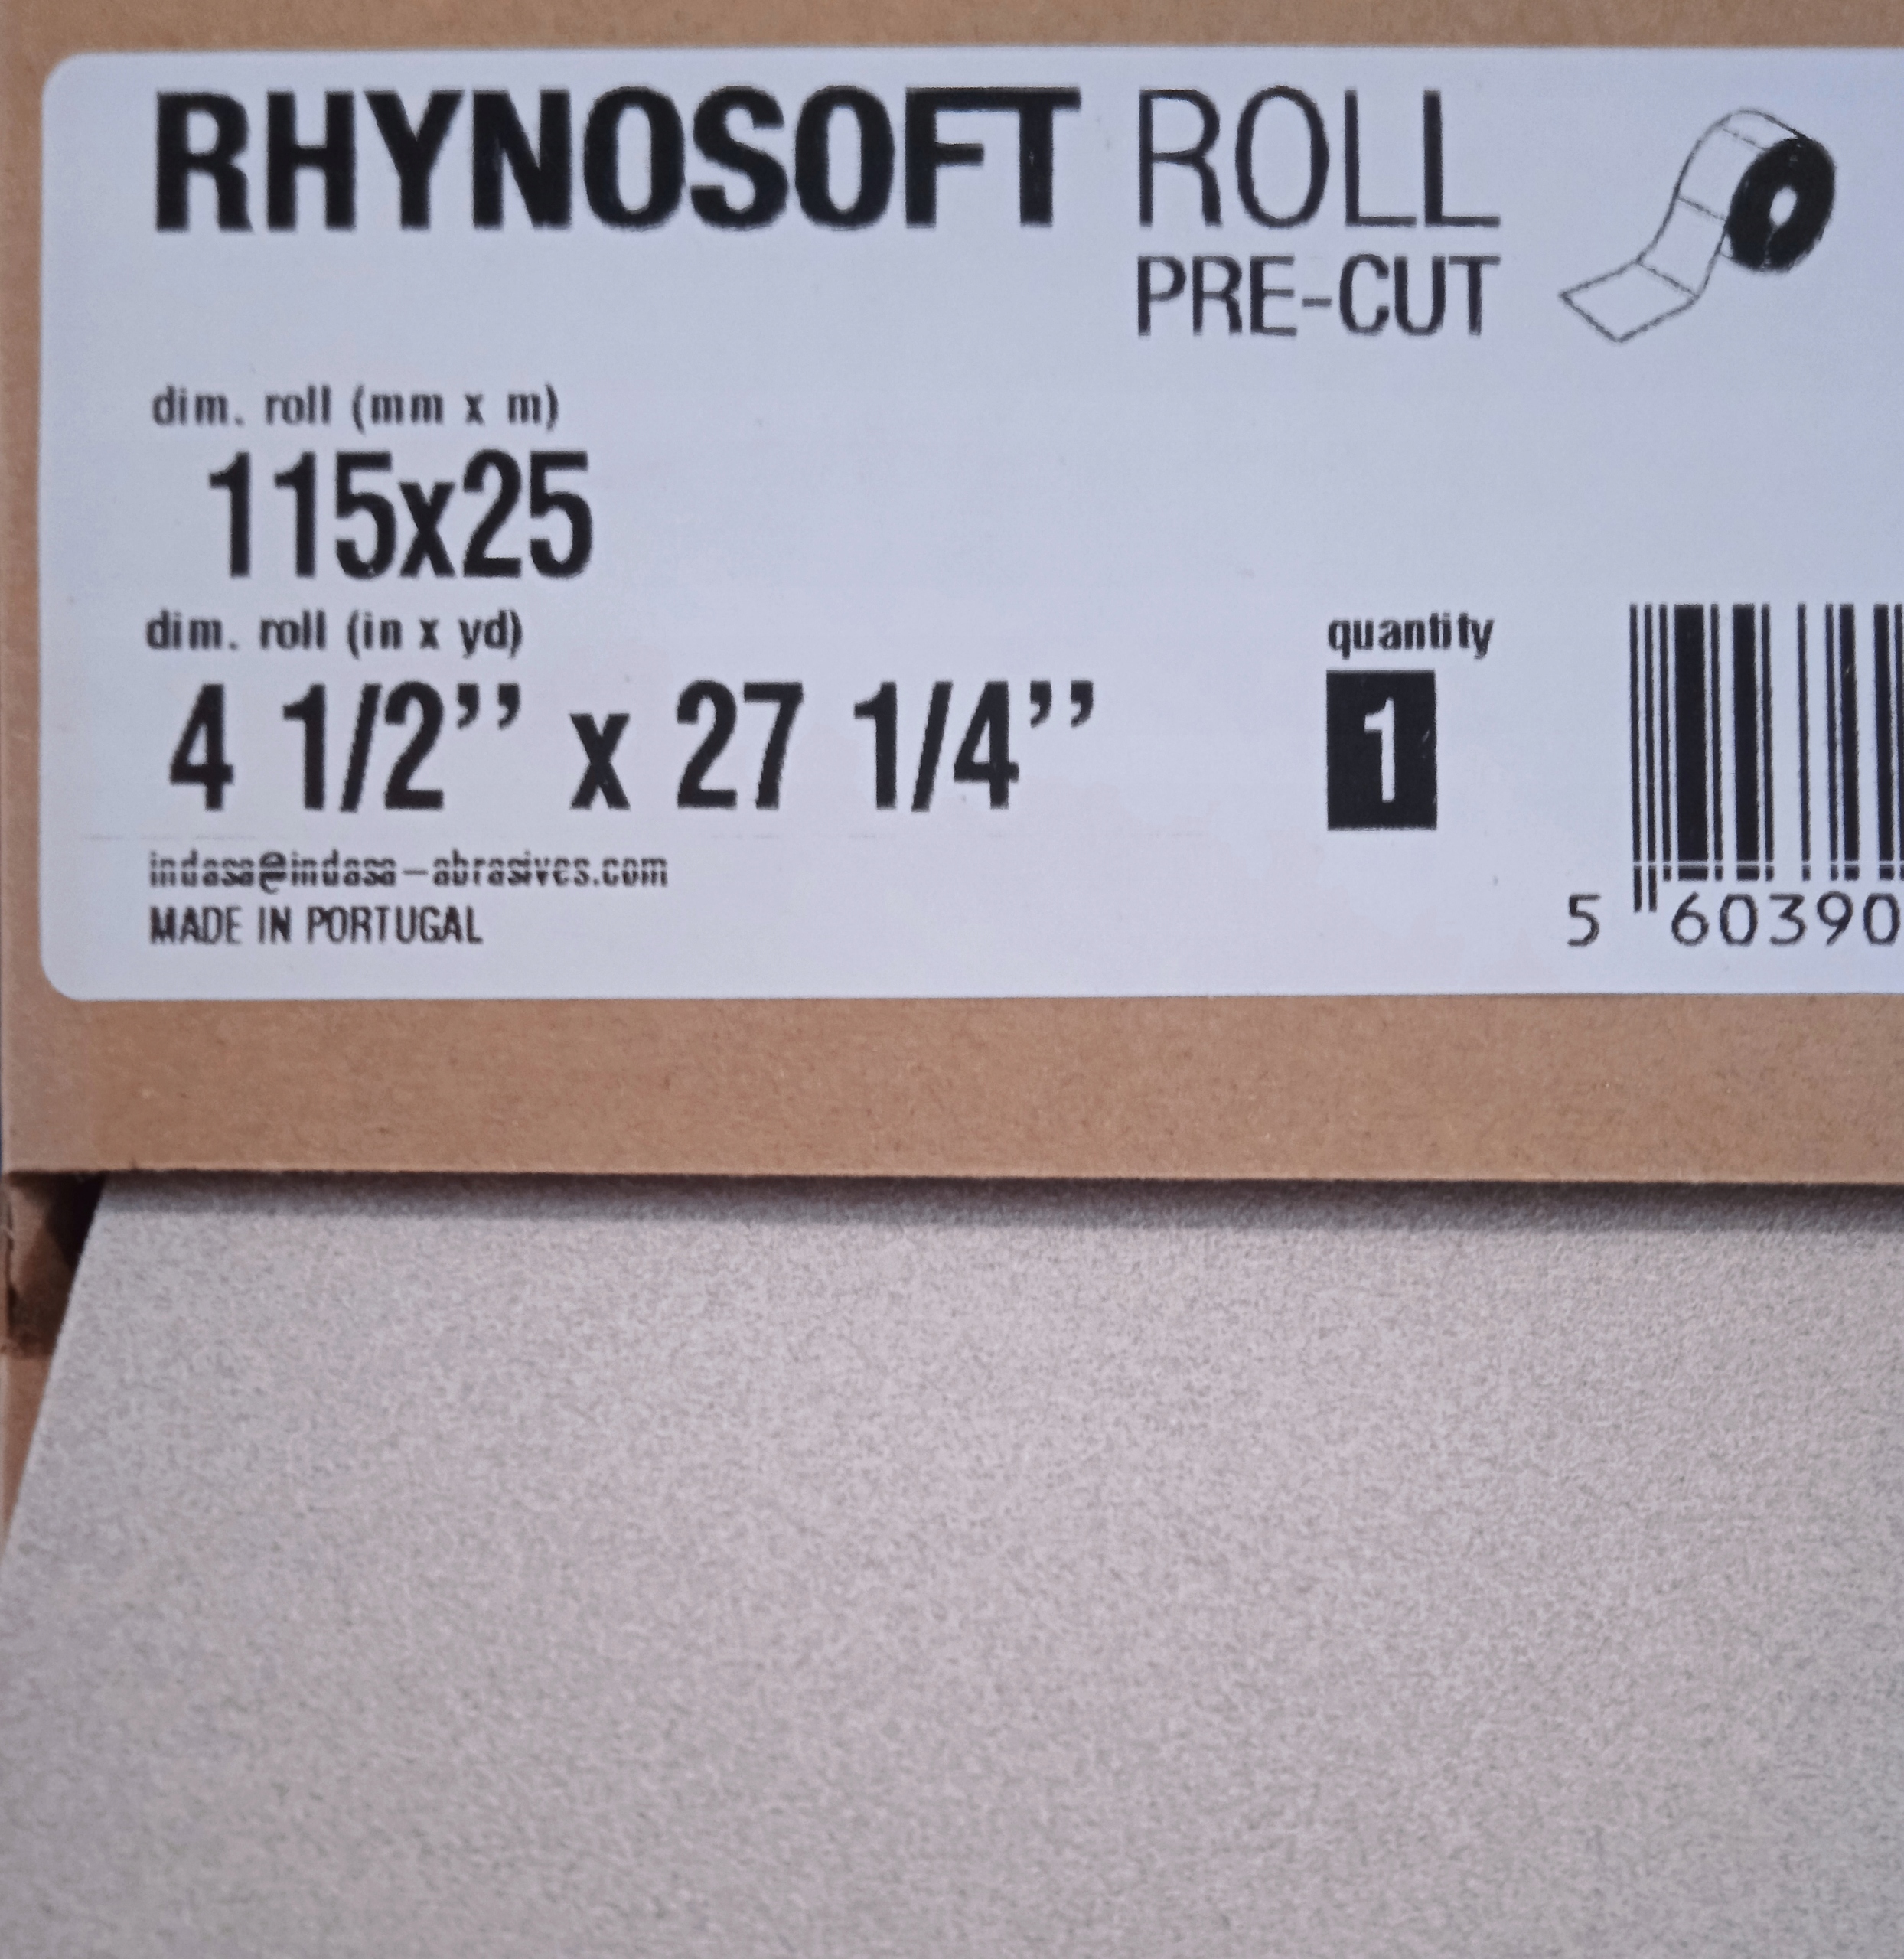 RHYNOSOFT ROLL
PRE-CUT
dim. roll (mm x m)
115x25
dim. roll (in x yd)
4 1/2’’ x 27 1/4’’
quantity
1
indasa@indasa-abrasives.com
MADE IN PORTUGAL
5 60390